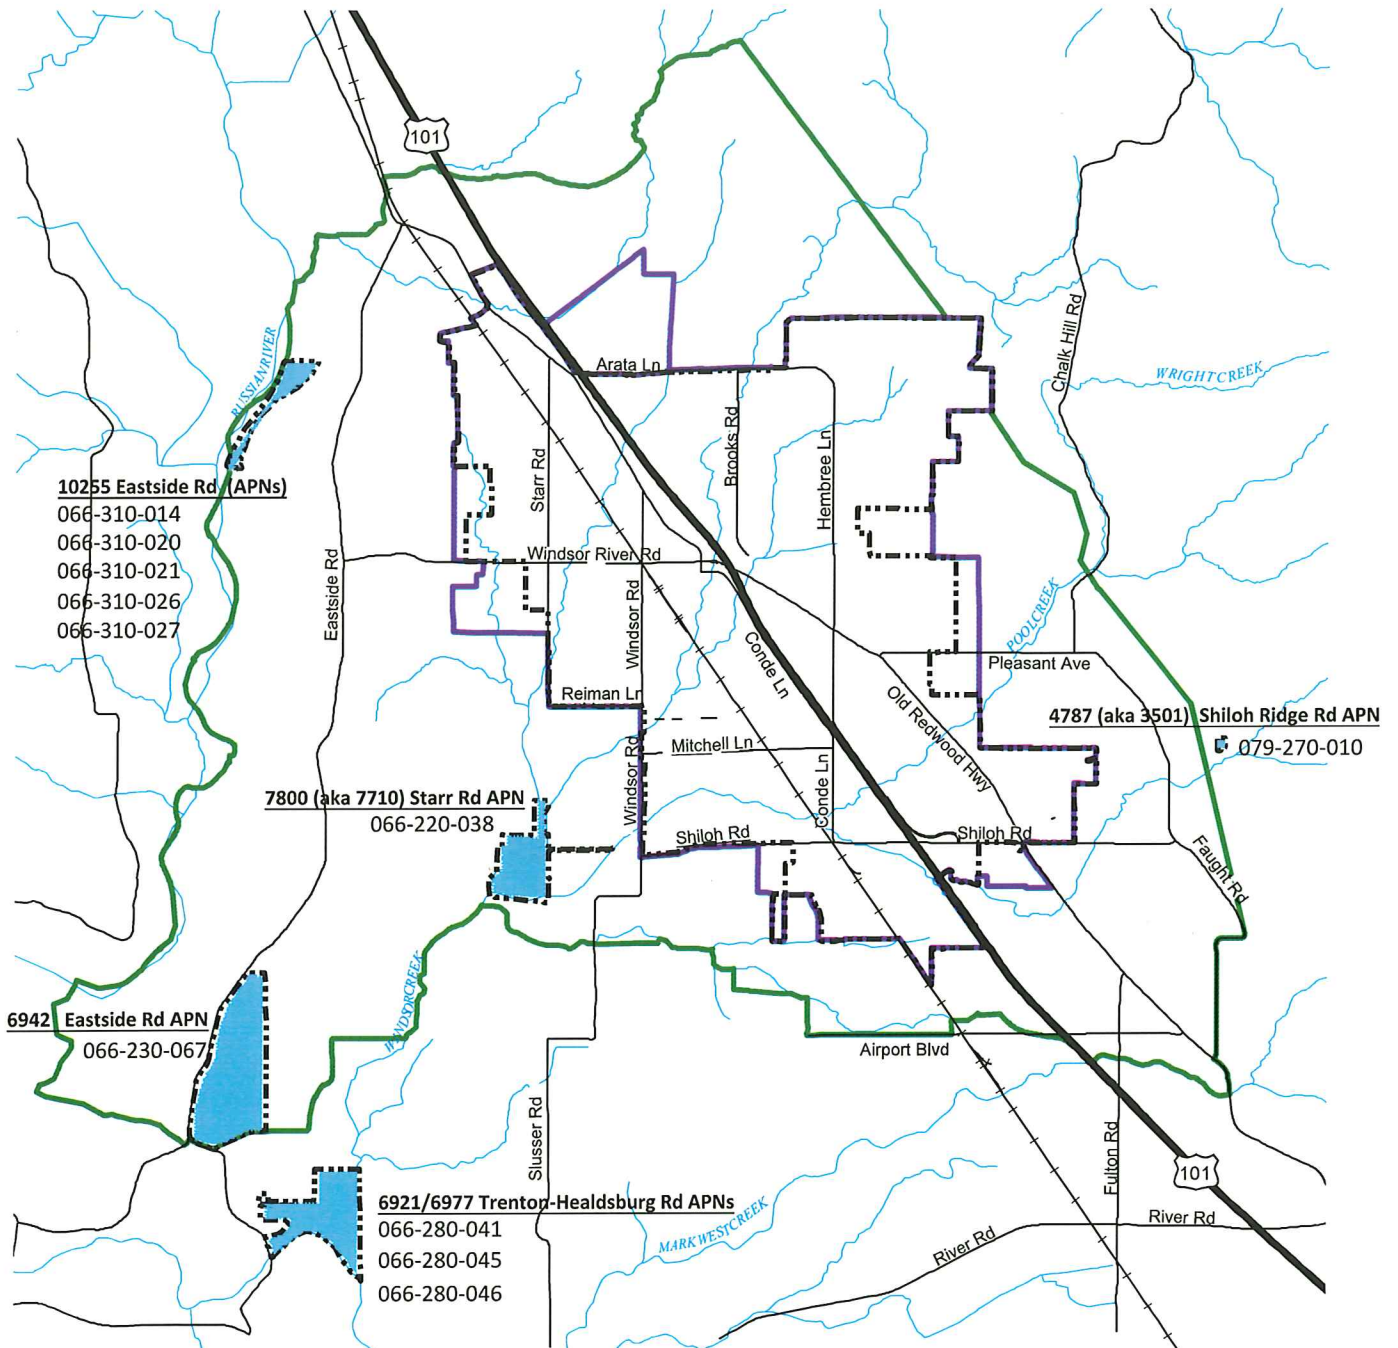 101
RUSSIAN RIVER
Arata Ln
Chalk Hill Rd
WRIGHT CREEK
Brooks Rd
Hembree Ln
Starr Rd
10255 Eastside Rd (APNs)
066-310-014
066-310-020
066-310-021
066-310-026
066-310-027
Eastside Rd
Windsor River Rd
Windsor Rd
POOL CREEK
Pleasant Ave
Conde Ln
Reiman Ln
Old Redwood Hwy
4787 (aka 3501) Shiloh Ridge Rd APN
079-270-010
Mitchell Ln
Windsor Rd
Conde Ln
7800 (aka 7710) Starr Rd APN
066-220-038
Shiloh Rd
Shiloh Rd
Faught Rd
WINDSOR CREEK
6942 Eastside Rd APN
066-230-067
Airport Blvd
Slusser Rd
Fulton Rd
101
6921/6977 Trenton-Healdsburg Rd APNs
066-280-041
066-280-045
066-280-046
MARK WEST CREEK
River Rd
River Rd